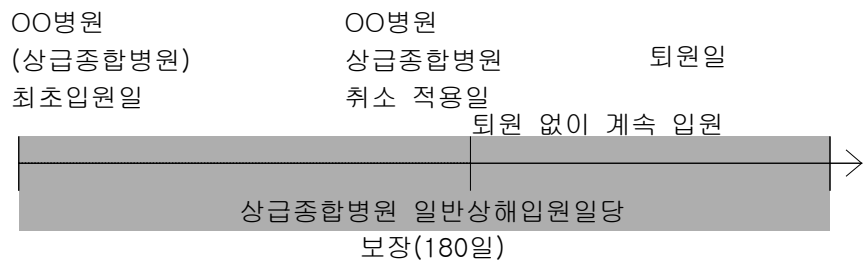 OO병원
(상급종합병원)
최초입원일
OO병원
상급종합병원
취소 적용일
퇴원일
퇴원 없이 계속 입원
상급종합병원 일반상해입원일당
보장(180일)